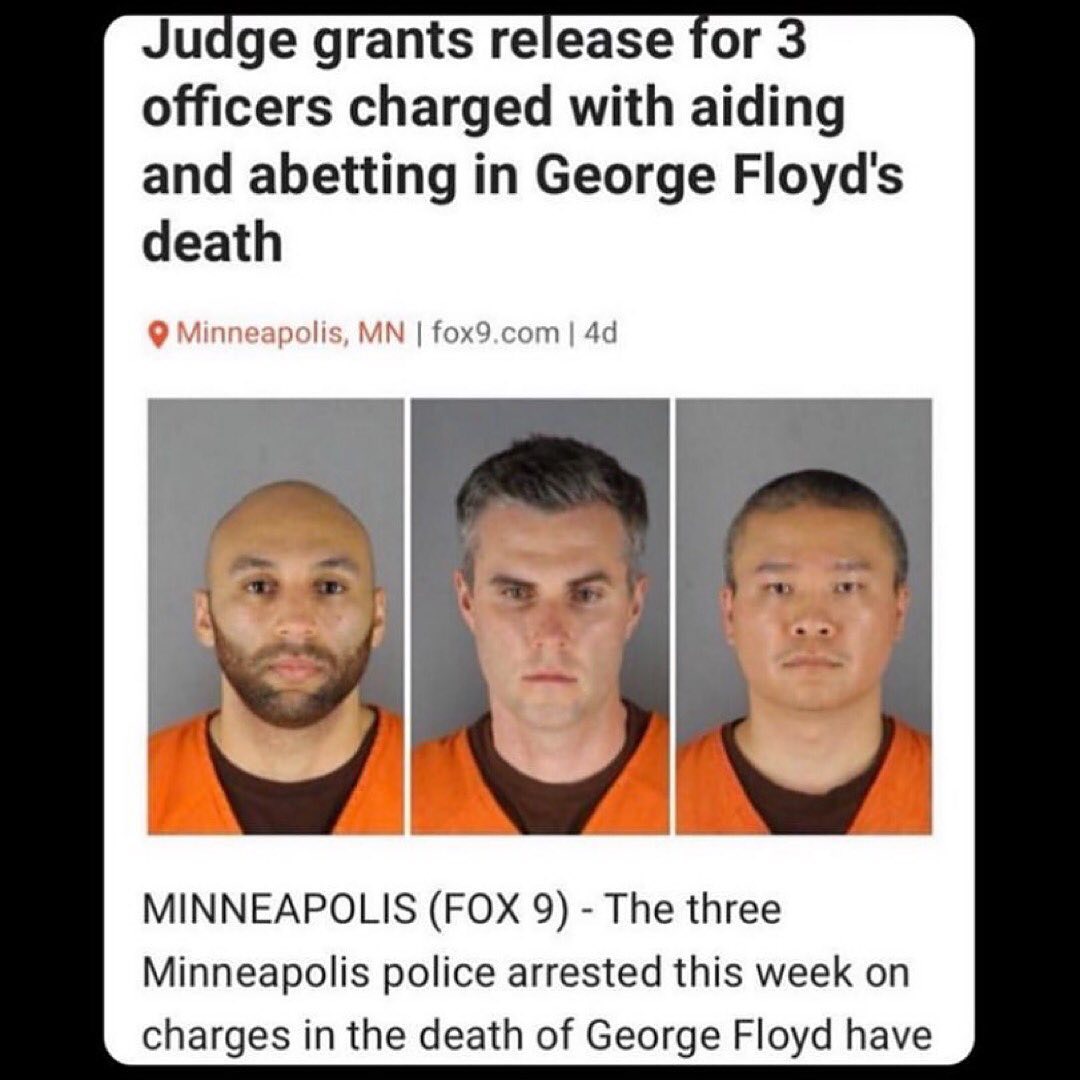 Judge grants release for 3
officers charged with aiding
and abetting in George Floyd's
death
Minneapolis, MN | fox9.com | 4d
MINNEAPOLIS (FOX 9) - The three
Minneapolis police arrested this week on
charges in the death of George Floyd have